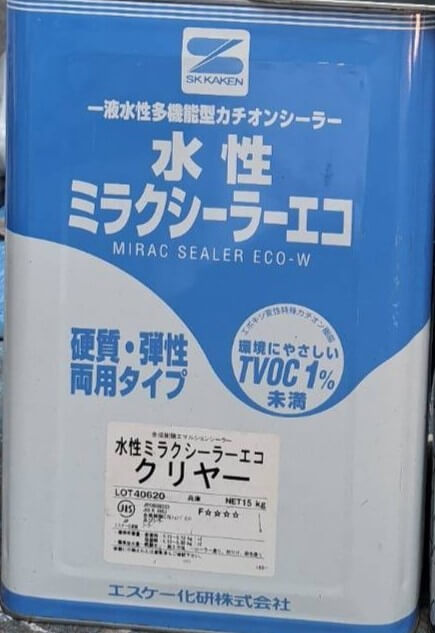 SK KAKEN
一液水性多機能型カチオンシーラー
水性
ミラクシーラーエコ
MIRAC SEALER ECO-W
硬質・弾性
両用タイプ
エポキシ変性特殊カチオン樹脂
環境にやさしい
TVOC 1%
未満
合成樹脂エマルションシーラー
水性ミラクシーラーエコ
クリヤー
LOT40620 兵庫 NET15 kg
JIS F☆☆☆☆
エスケー化研株式会社